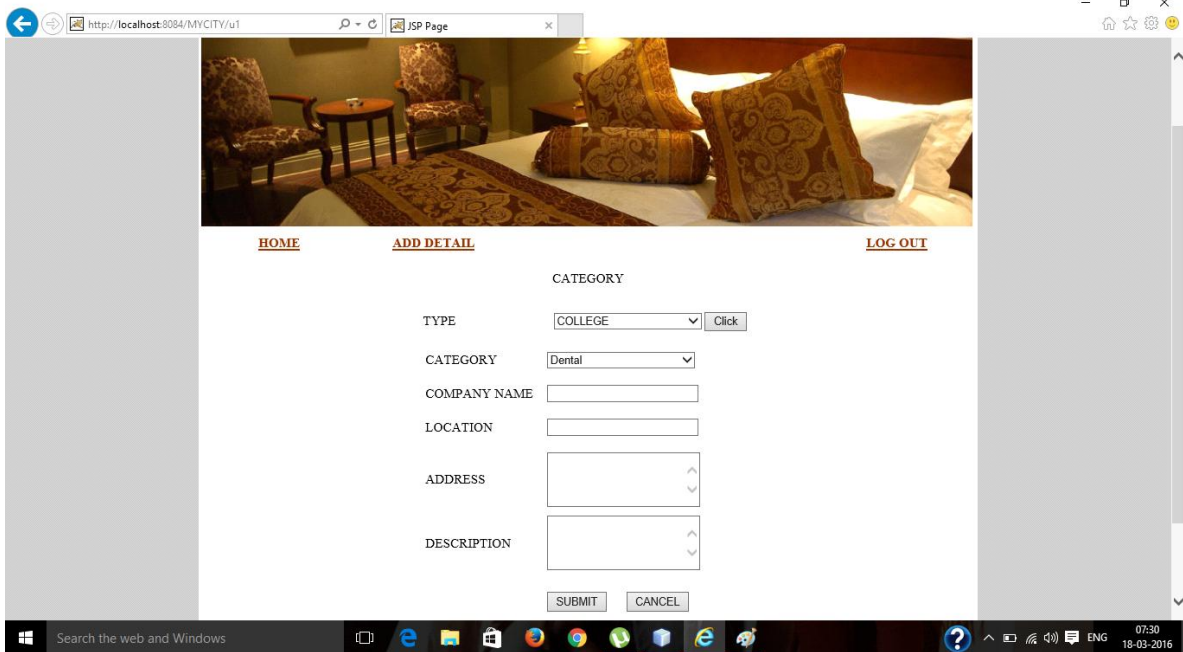 http://localhost:8084/MYCITY/u1
JSP Page
HOME ADD DETAIL LOG OUT
CATEGORY
TYPE COLLEGE Click
CATEGORY Dental
COMPANY NAME
LOCATION
ADDRESS
DESCRIPTION
SUBMIT CANCEL
Search the web and Windows
ENG
07:30
18-03-2016